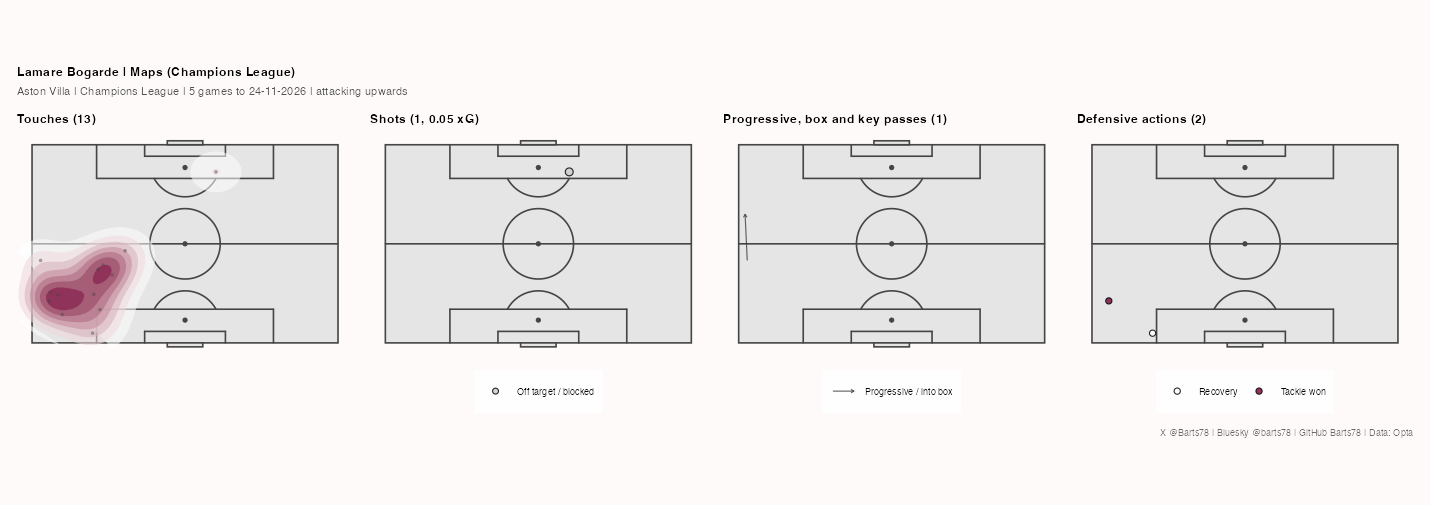 Lamare Bogarde | Maps (Champions League)
Aston Villa | Champions League | 5 games to 24-11-2026 | attacking upwards
Touches (13)
Shots (1, 0.05 xG)
Progressive, box and key passes (1)
Defensive actions (2)
Off target / blocked
Progressive / into box
Recovery
Tackle won
X @Barts78 | Bluesky @barts78 | GitHub Barts78 | Data: Opta